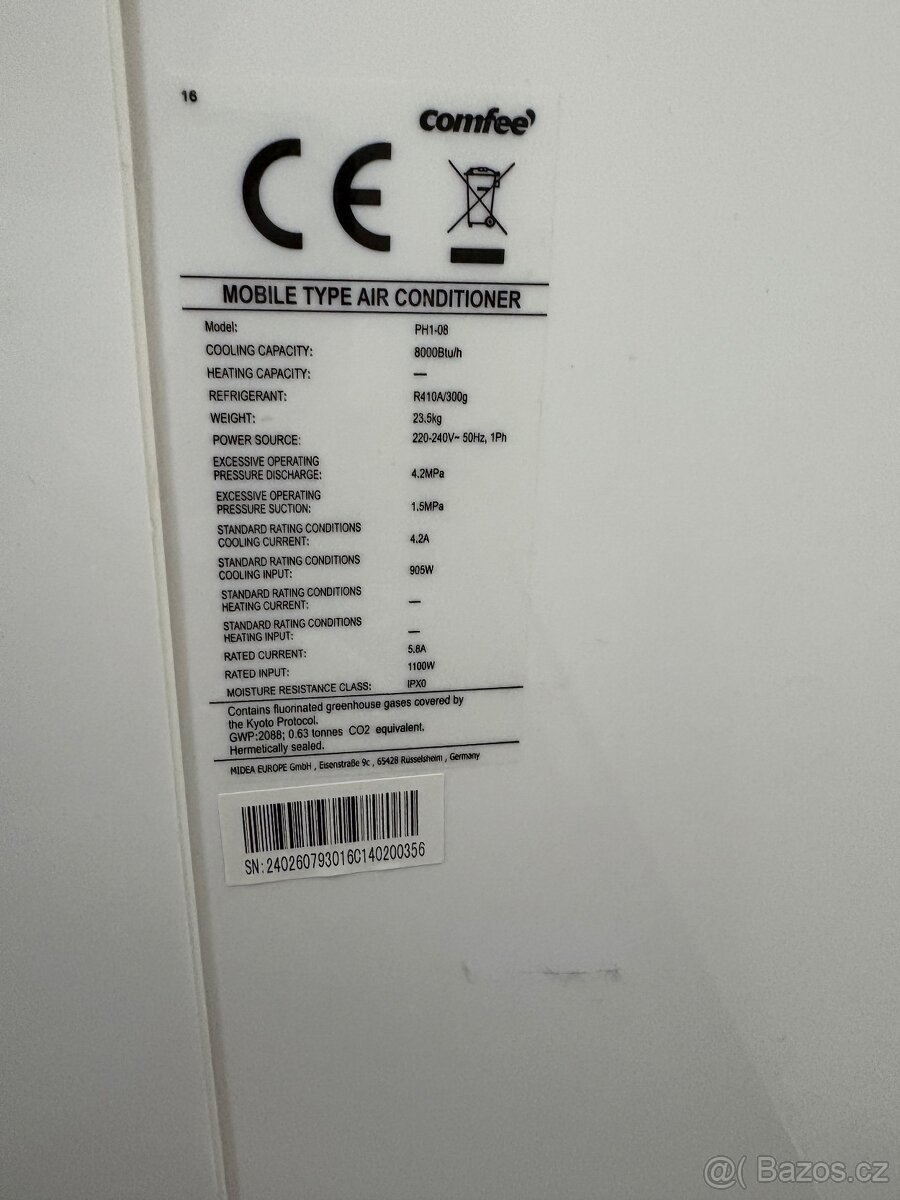 16
comfee'
CE
MOBILE TYPE AIR CONDITIONER
Model: PH1-08
COOLING CAPACITY: 8000Btu/h
HEATING CAPACITY: —
REFRIGERANT: R410A/300g
WEIGHT: 23.5kg
POWER SOURCE: 220-240V~ 50Hz, 1Ph
EXCESSIVE OPERATING
PRESSURE DISCHARGE: 4.2MPa
EXCESSIVE OPERATING
PRESSURE SUCTION: 1.5MPa
STANDARD RATING CONDITIONS
COOLING CURRENT: 4.2A
STANDARD RATING CONDITIONS
COOLING INPUT: 905W
STANDARD RATING CONDITIONS
HEATING CURRENT: —
STANDARD RATING CONDITIONS
HEATING INPUT: —
RATED CURRENT: 5.8A
RATED INPUT: 1100W
MOISTURE RESISTANCE CLASS: IPX0
Contains fluorinated greenhouse gases covered by
the Kyoto Protocol.
GWP:2088; 0.63 tonnes CO2 equivalent.
Hermetically sealed.
MIDEA EUROPE GmbH , Eisenstraße 9c , 65428 Rüsselsheim , Germany
SN:240260793016C140200356
@( Bazos.cz